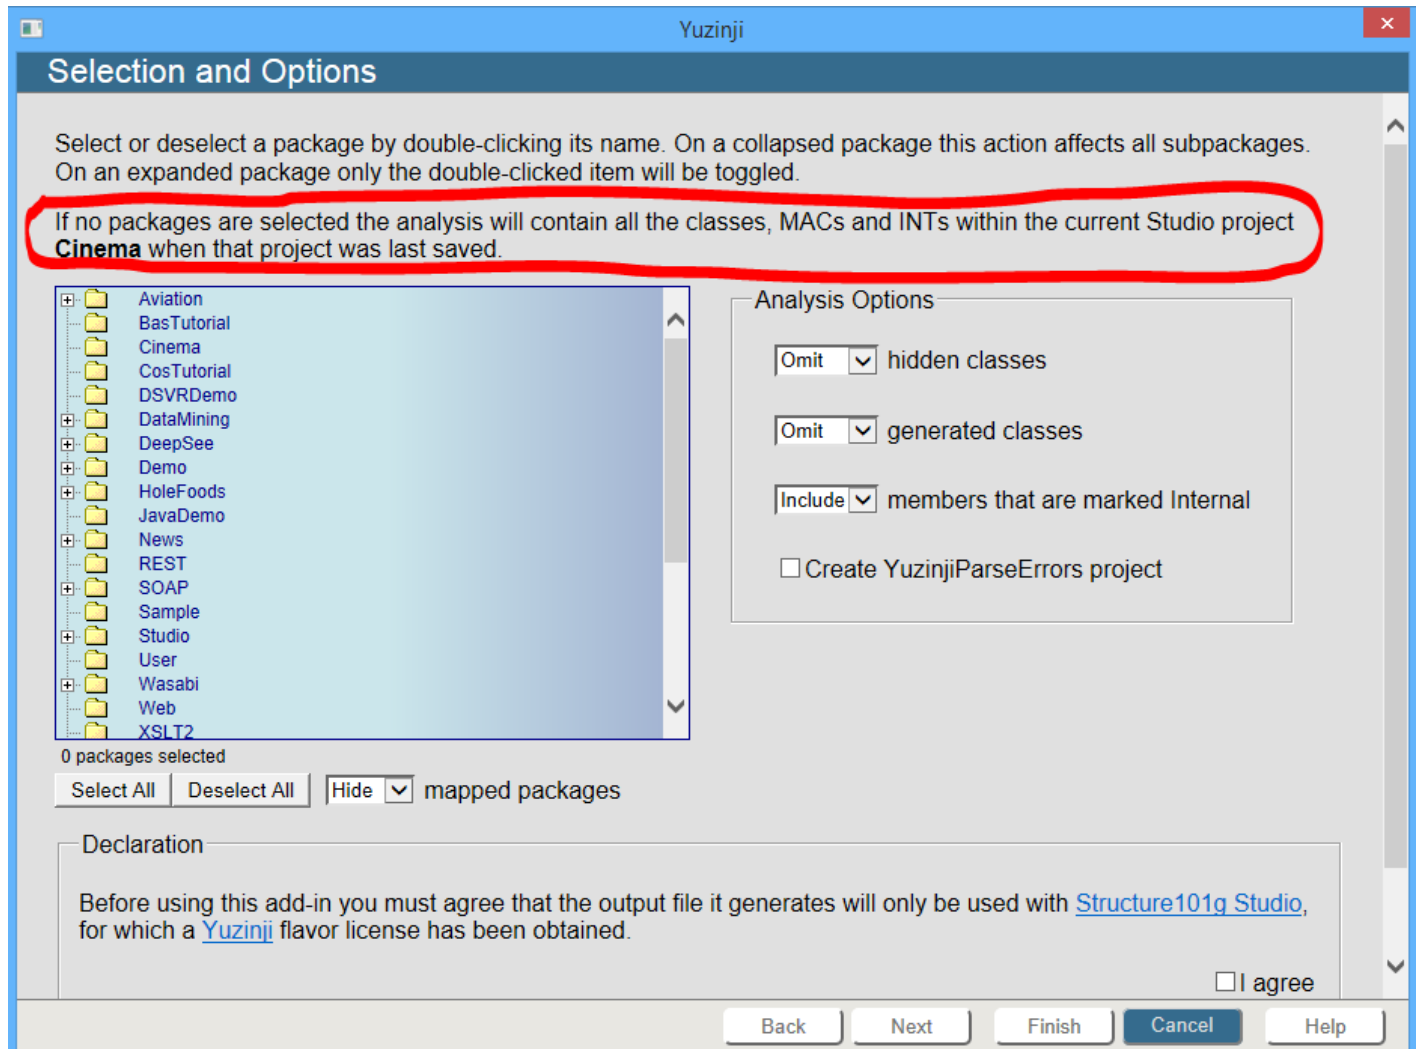 Yuzinji
Selection and Options
Select or deselect a package by double-clicking its name. On a collapsed package this action affects all subpackages.
On an expanded package only the double-clicked item will be toggled.
If no packages are selected the analysis will contain all the classes, MACs and INTs within the current Studio project
Cinema when that project was last saved.
Aviation
BasTutorial
Cinema
CosTutorial
DSVRDemo
DataMining
DeepSee
Demo
HoleFoods
JavaDemo
News
REST
SOAP
Sample
Studio
User
Wasabi
Web
XSLT2
0 packages selected
Select All Deselect All Hide mapped packages
Analysis Options
Omit hidden classes
Omit generated classes
Include members that are marked Internal
Create YuzinjiParseErrors project
Declaration
Before using this add-in you must agree that the output file it generates will only be used with Structure101g Studio,
for which a Yuzinji flavor license has been obtained.
I agree
Back Next Finish Cancel Help